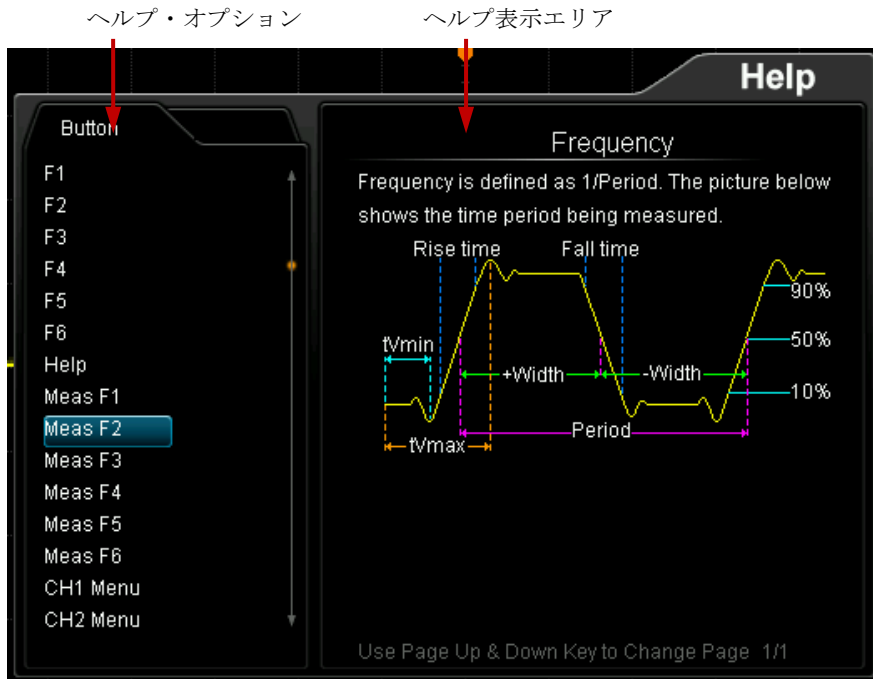 ヘルプ・オプション
ヘルプ表示エリア
Help
Button
F1
F2
F3
F4
F5
F6
Help
Meas F1
Meas F2
Meas F3
Meas F4
Meas F5
Meas F6
CH1 Menu
CH2 Menu
Frequency
Frequency is defined as 1/Period. The picture below
shows the time period being measured.
Rise time
Fall time
90%
tVmin
50%
+Width
-Width
10%
Period
tVmax
Use Page Up & Down Key to Change Page 1/1